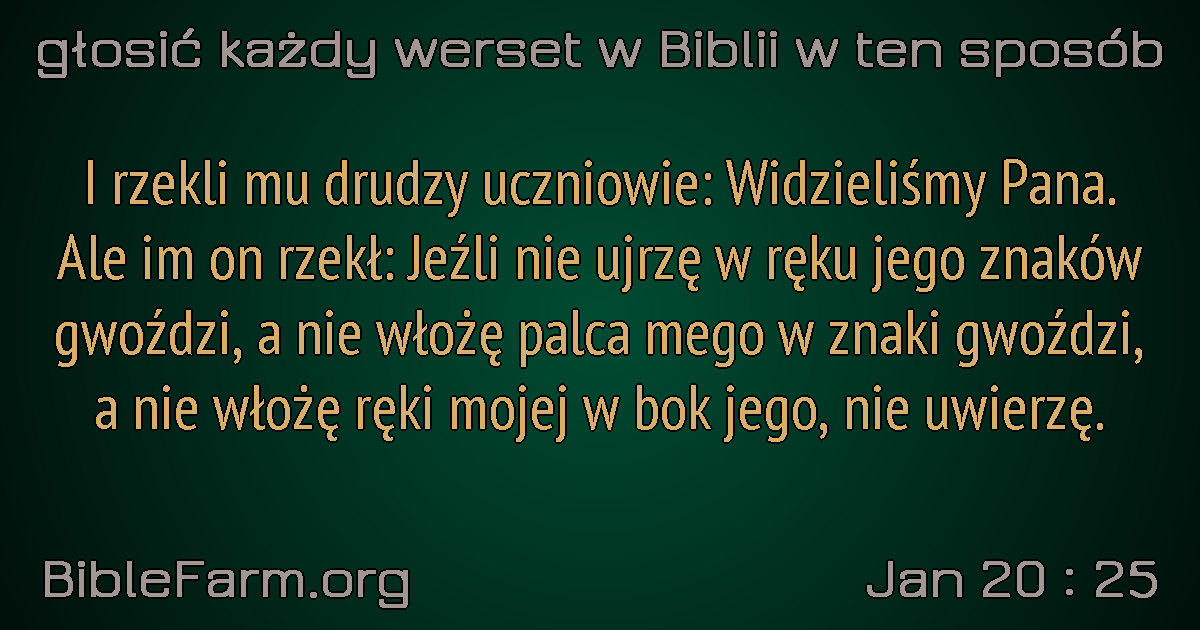 głosić każdy werset w Biblii w ten sposób
I rzekli mu drudzy uczniowie: Widzieliśmy Pana.
Ale im on rzekł: Jeźli nie ujrzę w ręku jego znaków
gwoździ, a nie włożę palca mego w znaki gwoździ,
a nie włożę ręki mojej w bok jego, nie uwierzę.
BibleFarm.org
Jan 20 : 25